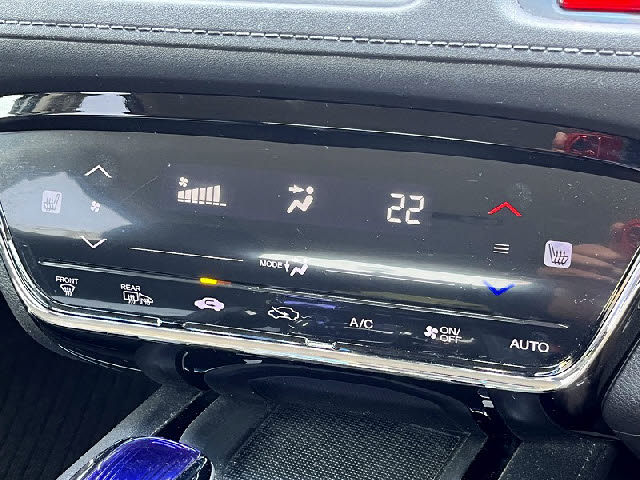 22
MODE
FRONT
REAR
A/C
ON/
OFF
AUTO